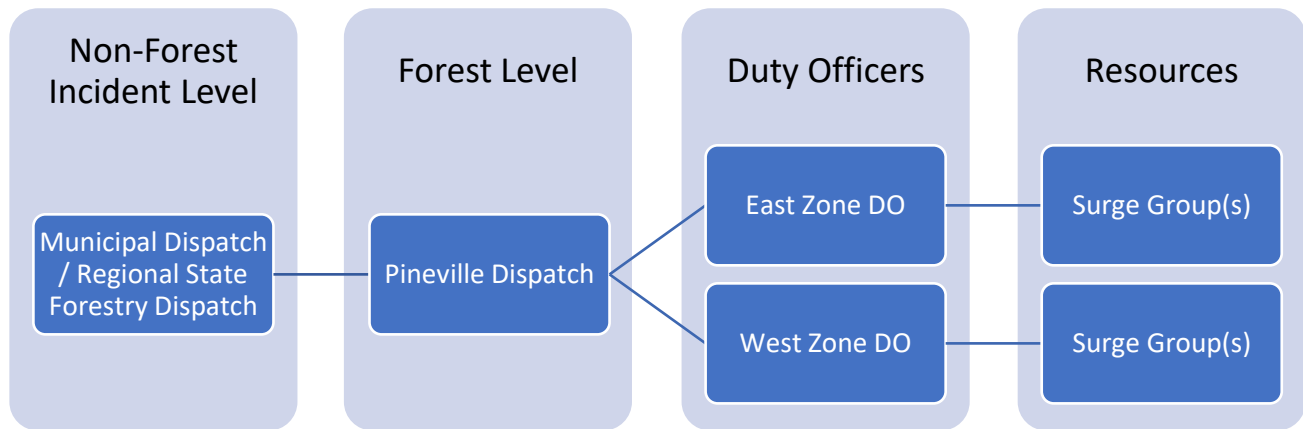 Non-Forest
Incident Level
Municipal Dispatch
/ Regional State
Forestry Dispatch
Forest Level
Pineville Dispatch
Duty Officers
East Zone DO
West Zone DO
Resources
Surge Group(s)
Surge Group(s)